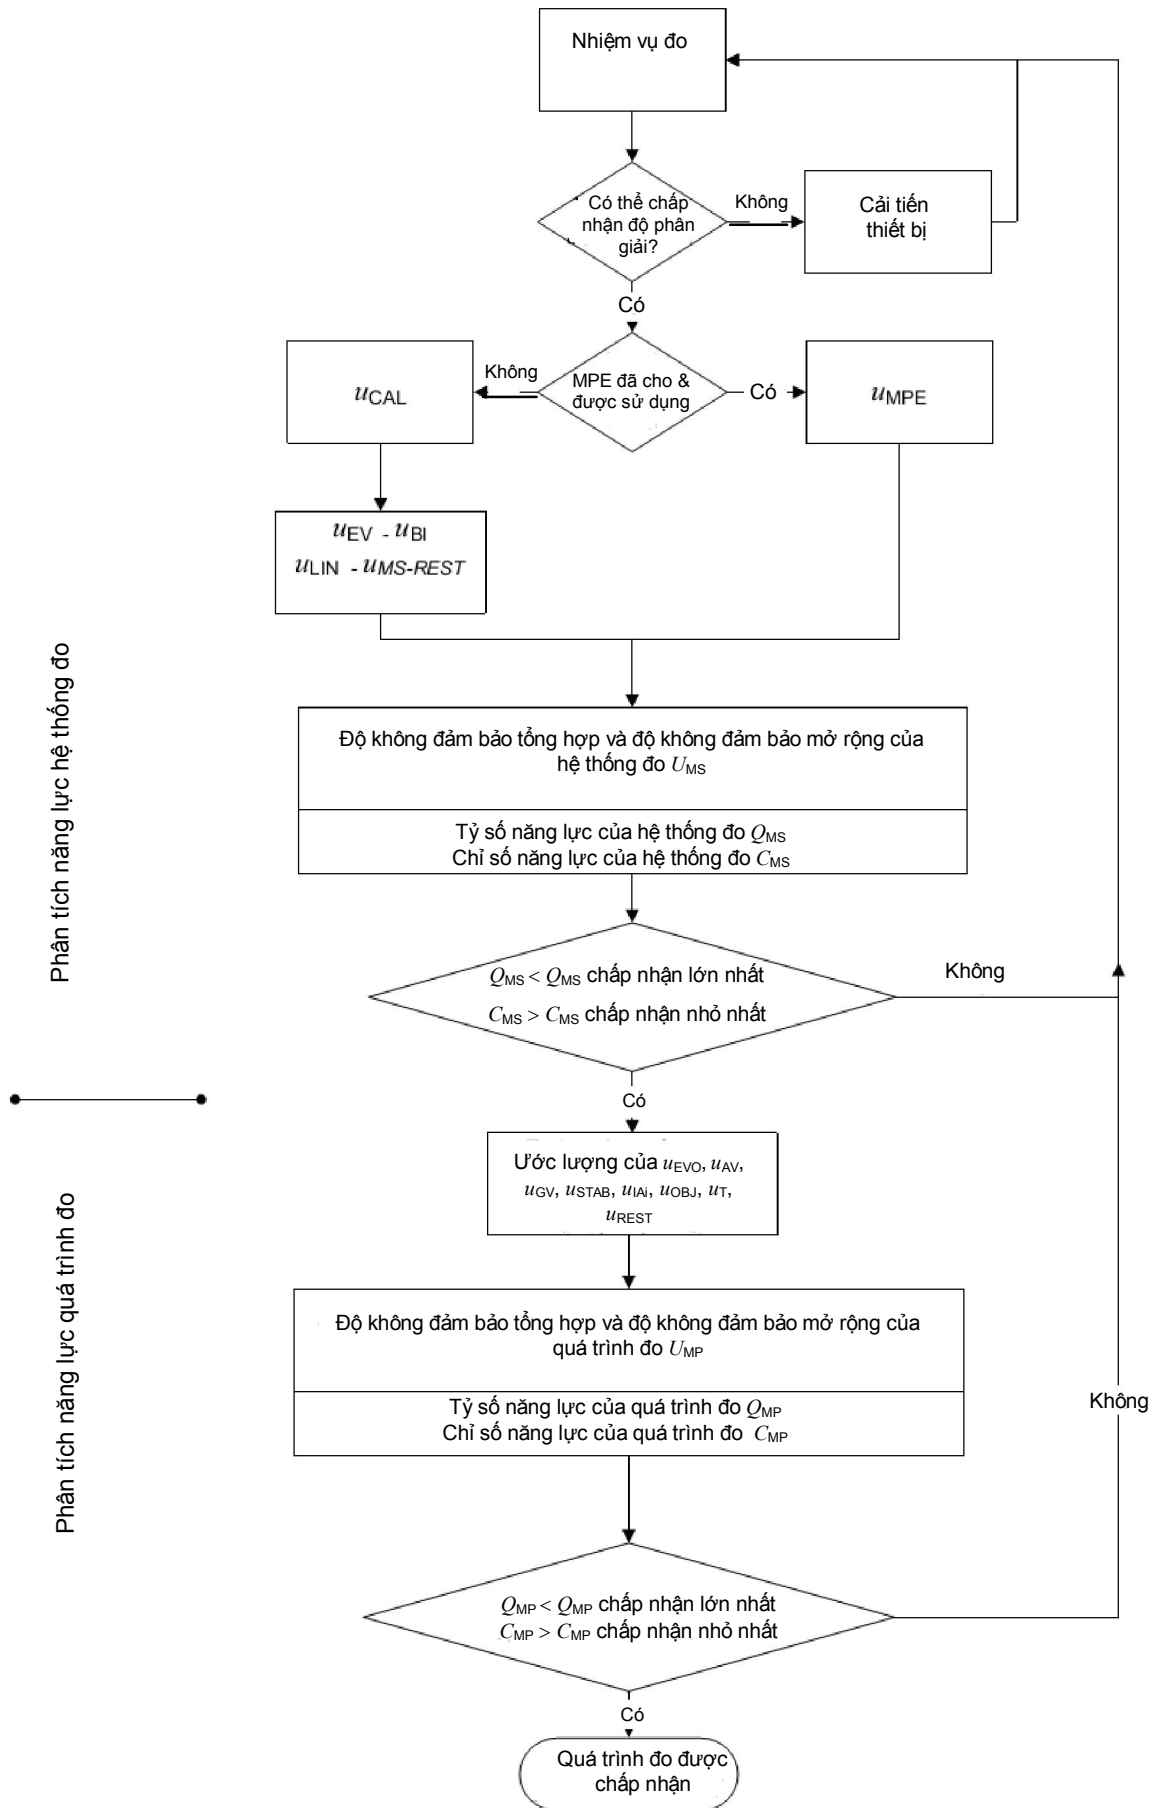 Nhiệm vụ đo
Có thể chấp
nhận độ phân
giải?
Không
Cải tiến
thiết bị
Có
MPE đã cho &
được sử dụng
Không
Có
uCAL
uMPE
uEV - uBI
uLIN - uMS-REST
Phân tích năng lực hệ thống đo
Độ không đảm bảo tổng hợp và độ không đảm bảo mở rộng của
hệ thống đo UMS
Tỷ số năng lực của hệ thống đo QMS
Chỉ số năng lực của hệ thống đo CMS
QMS < QMS chấp nhận lớn nhất
CMS > CMS chấp nhận nhỏ nhất
Không
Có
Ước lượng của uEVO, uAV,
uGV, uSTAB, uIAi, uOBJ, uT,
uREST
Phân tích năng lực quá trình đo
Độ không đảm bảo tổng hợp và độ không đảm bảo mở rộng của
quá trình đo UMP
Tỷ số năng lực của quá trình đo QMP
Chỉ số năng lực của quá trình đo CMP
Không
QMP < QMP chấp nhận lớn nhất
CMP > CMP chấp nhận nhỏ nhất
Có
Quá trình đo được
chấp nhận